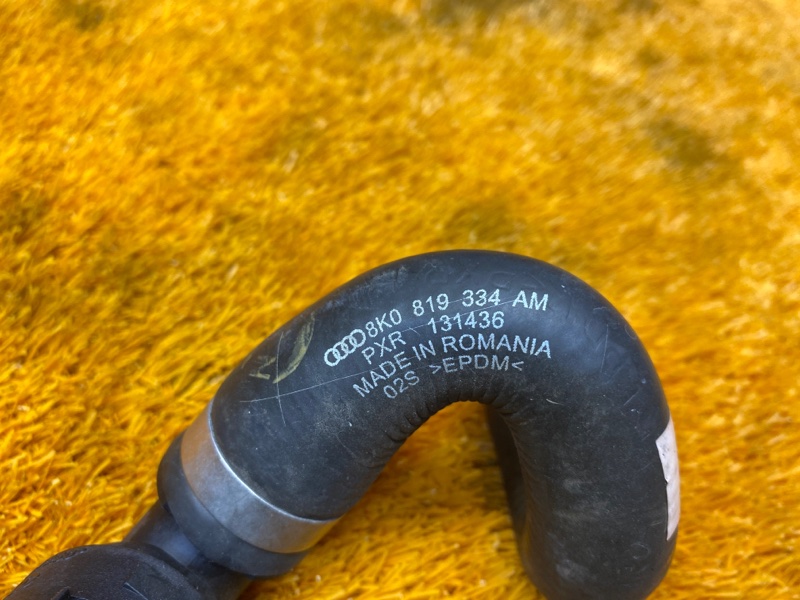 8K0 819 334 AM
PXR 131436
MADE IN ROMANIA
02S >EPDM<